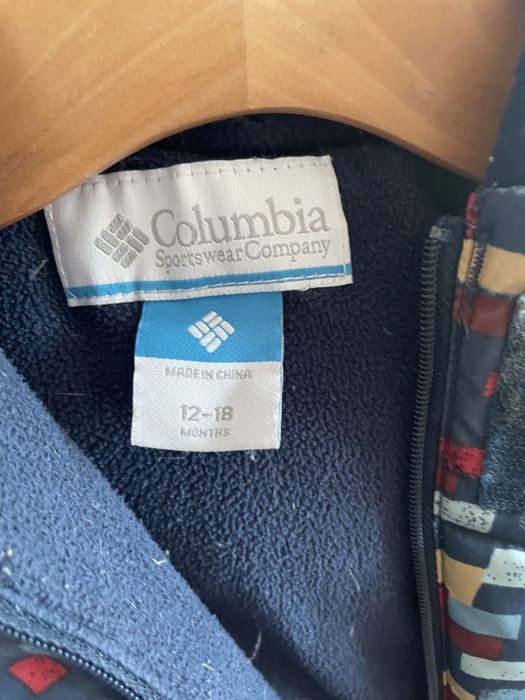 Columbia
Sportswear Company
MADE IN CHINA
12-18
MONTHS